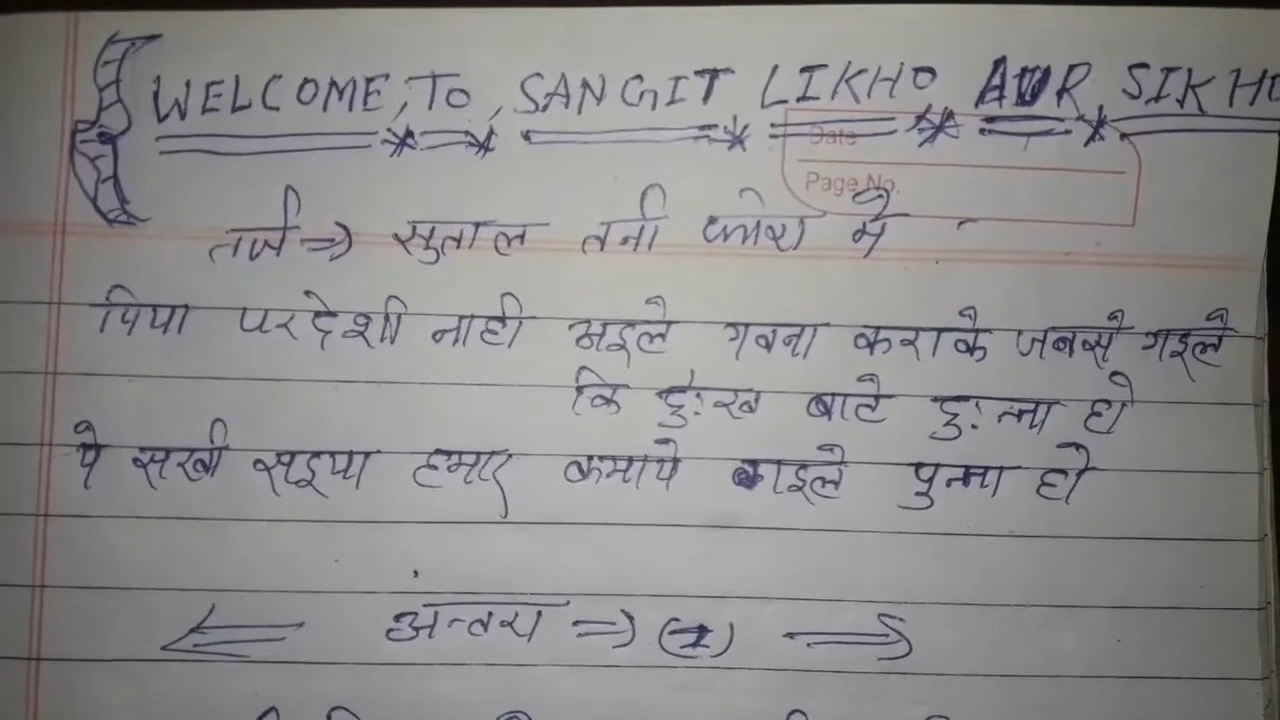 WELCOME, TO, SANGIT LIKHO AUR SIKHO
Date
Page No.
तर्ज => सुताल तनी कोरा में
पिया परदेशी नाही अइले गवना कराके जबसे गइले
कि दु:ख बाटे दु:न्ना हो
ये सखी सइया हमार कमाये गइले पुन्ना हो
अन्तरा => (1)